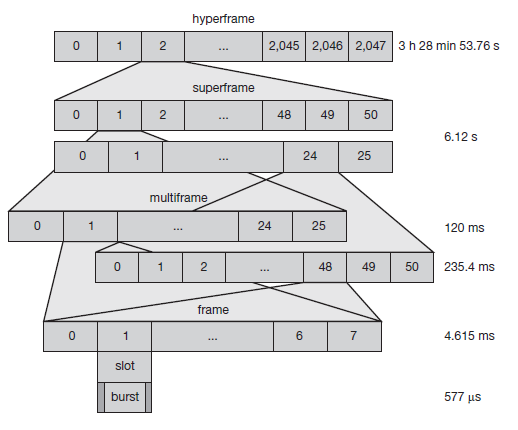 hyperframe
0 1 2 ... 2,045 2,046 2,047 3 h 28 min 53.76 s
superframe
0 1 2 ... 48 49 50
6.12 s
0 1 ... 24 25
multiframe
0 1 ... 24 25 120 ms
0 1 2 ... 48 49 50 235.4 ms
frame
0 1 ... 6 7 4.615 ms
slot
burst 577 μs